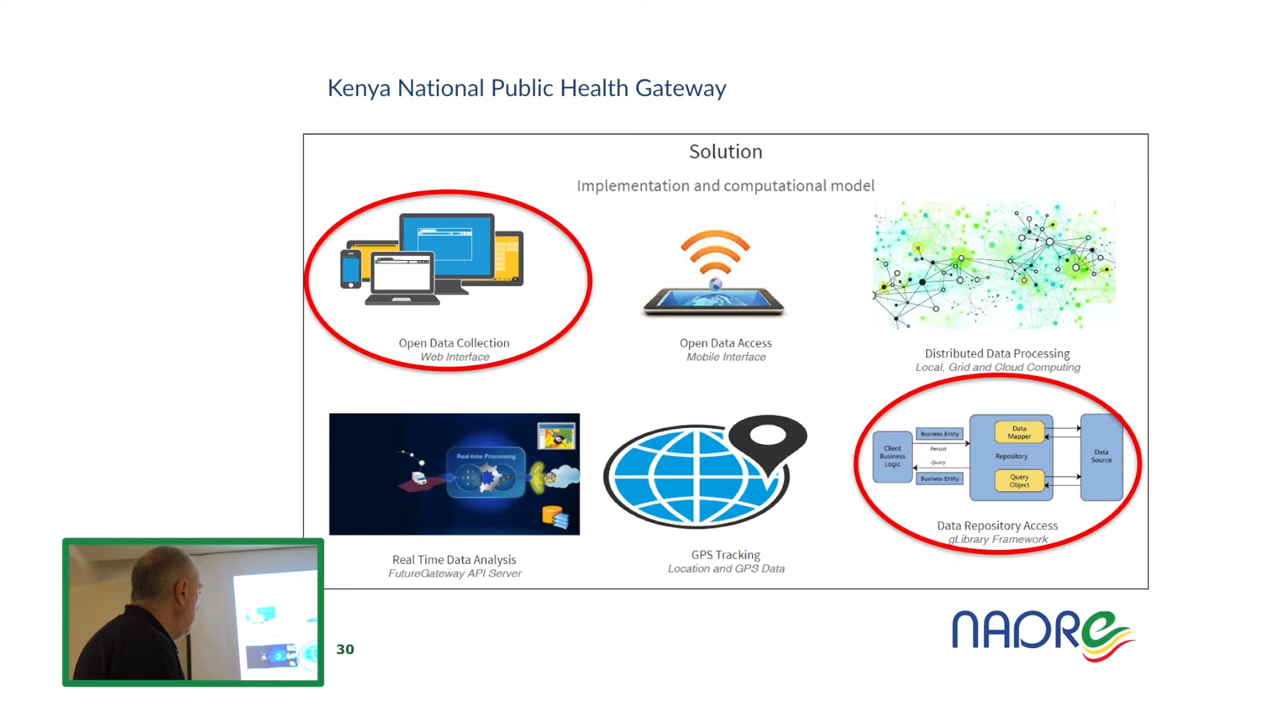 Kenya National Public Health Gateway
Solution
Implementation and computational model
Open Data Collection
Web Interface
Open Data Access
Mobile Interface
Distributed Data Processing
Local, Grid and Cloud Computing
Real-time Processing
Real Time Data Analysis
FutureGateway API Server
GPS Tracking
Location and GPS Data
Client
Business
Logic
Business Entity
Persist
Query
Business Entity
Data
Mapper
Repository
Query
Object
Data
Source
Data Repository Access
gLibrary Framework
30
NADRe